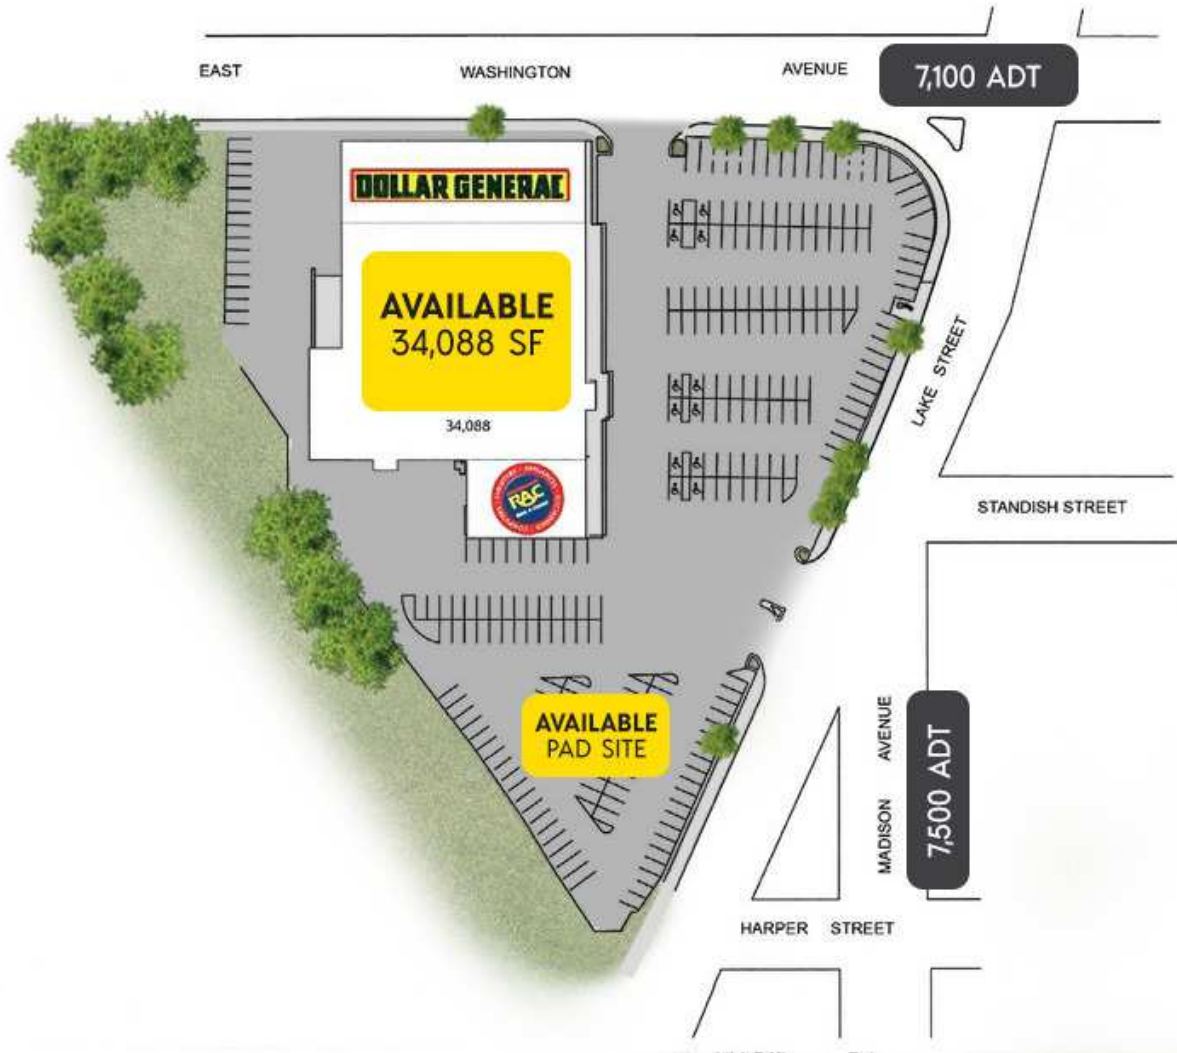 EAST WASHINGTON AVENUE
7,100 ADT
DOLLAR GENERAL
AVAILABLE
34,088 SF
34,088
LAKE STREET
RAC
STANDISH STREET
AVAILABLE
PAD SITE
MADISON AVENUE
7,500 ADT
HARPER STREET